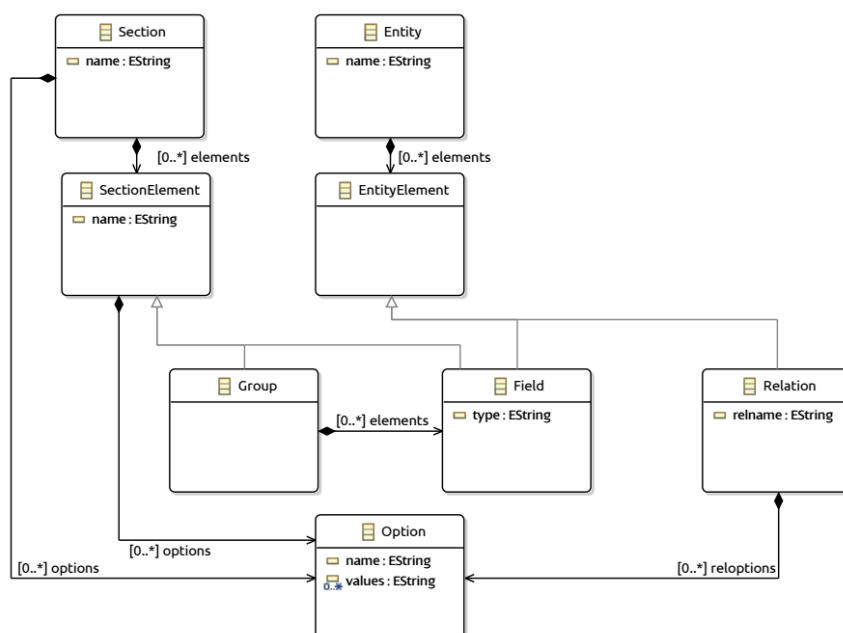 Section
name : EString
Entity
name : EString
[0..*] elements
[0..*] elements
SectionElement
name : EString
EntityElement
Group
Field
type : EString
Relation
relname : EString
[0..*] elements
[0..*] options
[0..*] options
Option
name : EString
0..* values : EString
[0..*] reloptions